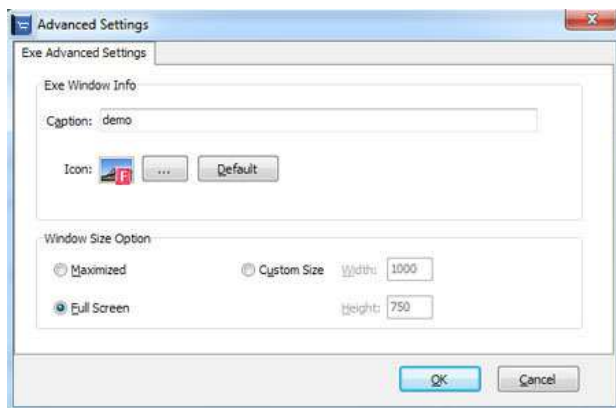 Advanced Settings
Exe Advanced Settings
Exe Window Info
Caption: demo
Icon: ... Default
Window Size Option
Maximized Custom Size Width: 1000
Full Screen Height: 750
OK Cancel